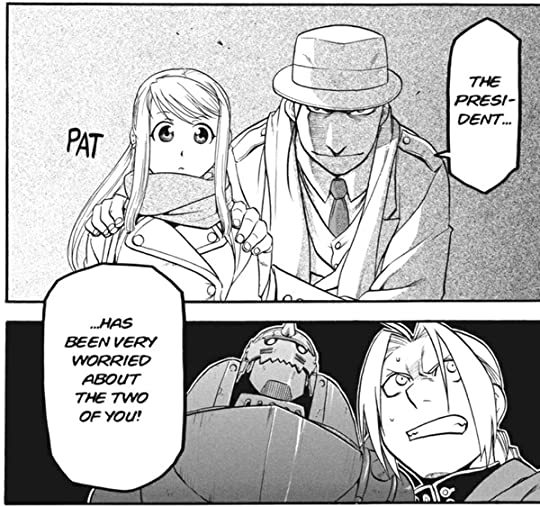 THE
PRESI-
DENT...
PAT
...HAS
BEEN VERY
WORRIED
ABOUT
THE TWO
OF YOU!